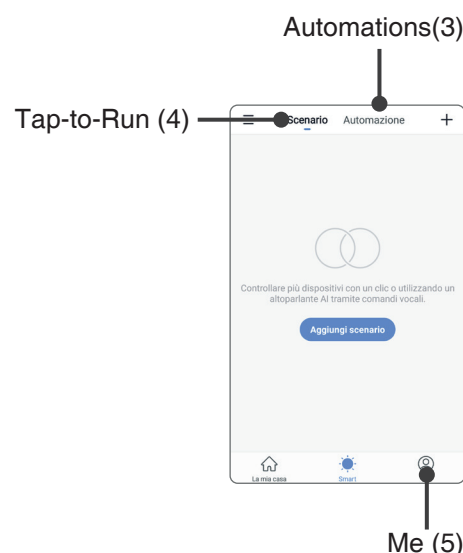 Automations(3)
Tap-to-Run (4)
Scenario Automazione +
Controllare più dispositivi con un clic o utilizzando un
altoparlante AI tramite comandi vocali.
Aggiungi scenario
La mia casa Smart
Me (5)